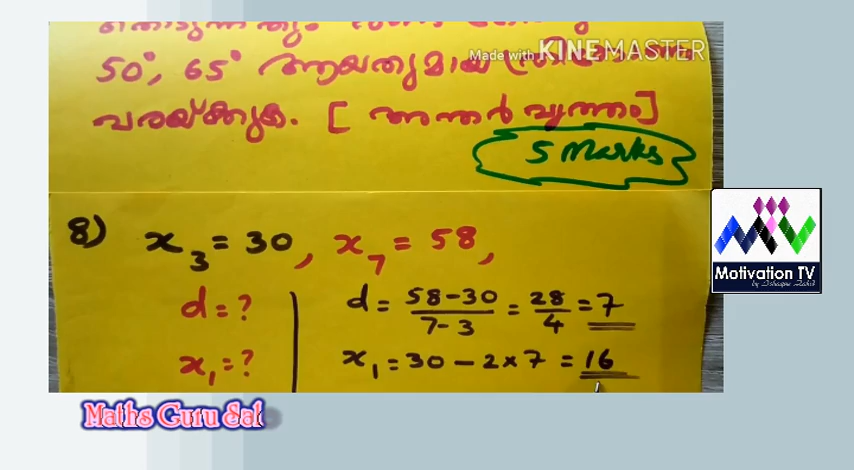 50°, 65° ആയതുമായ
Made with KINEMASTER
വരയ്ക്കുക. [ അന്തർവൃത്തം]
5 Marks
8) x₃ = 30, x₇ = 58,
d = ? d = 58-30/7-3 = 28/4 = 7
x₁ = ? x₁ = 30 - 2 × 7 = 16
Motivation TV
Maths Guru Sal